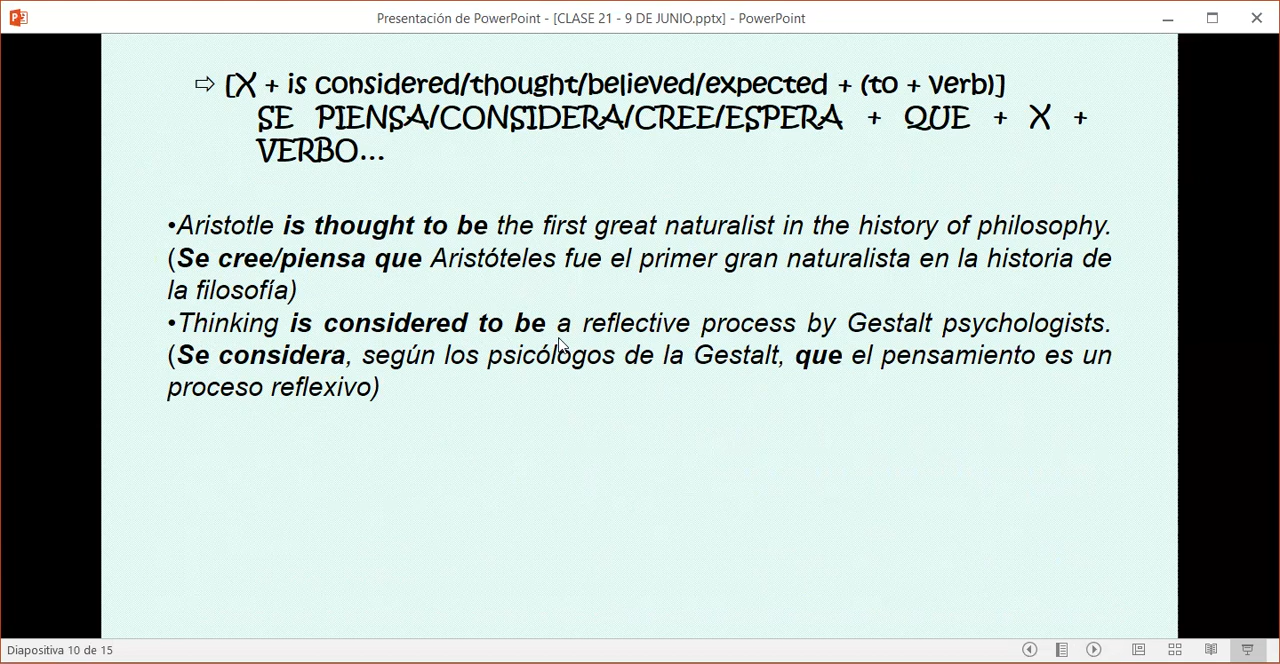 Presentación de PowerPoint - [CLASE 21 - 9 DE JUNIO.pptx] - PowerPoint
⇨ [X + is considered/thought/believed/expected + (to + verb)]
SE PIENSA/CONSIDERA/CREE/ESPERA + QUE + X +
VERBO...
•Aristotle is thought to be the first great naturalist in the history of philosophy.
(Se cree/piensa que Aristóteles fue el primer gran naturalista en la historia de
la filosofía)
•Thinking is considered to be a reflective process by Gestalt psychologists.
(Se considera, según los psicólogos de la Gestalt, que el pensamiento es un
proceso reflexivo)
Diapositiva 10 de 15